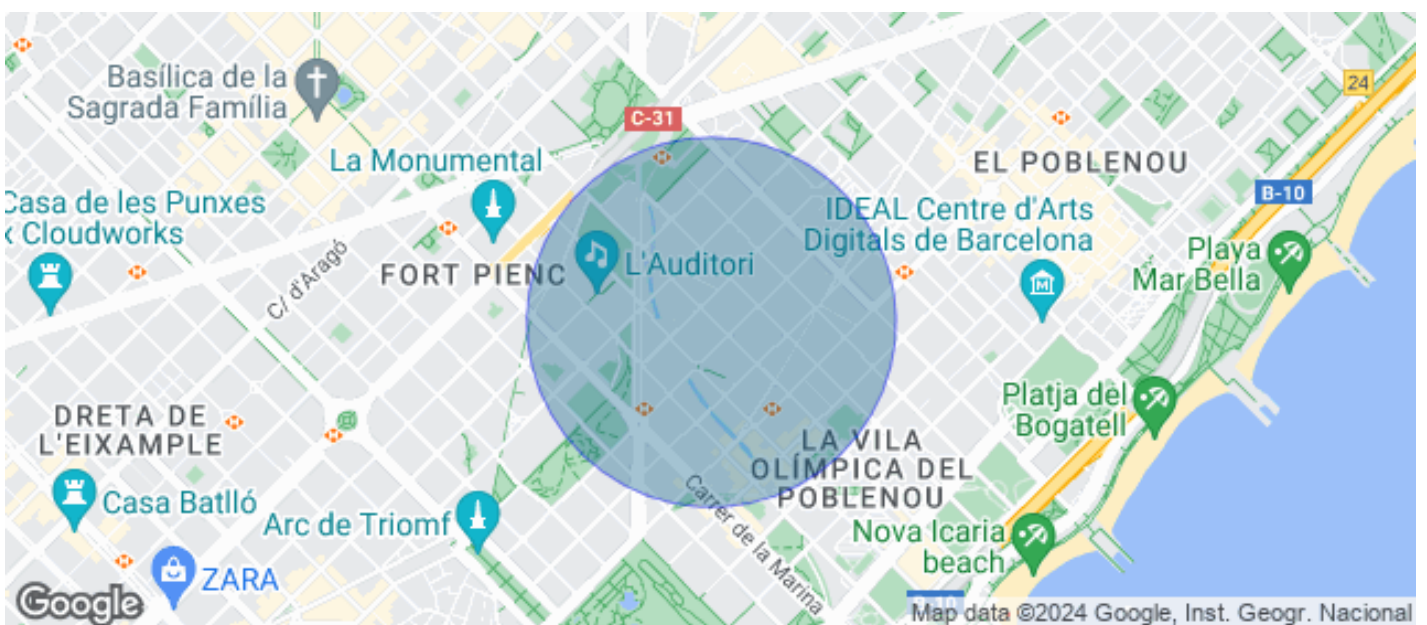 Basílica de la
Sagrada Família
C-31
24
La Monumental
EL POBLENOU
B-10
Casa de les Punxes
x Cloudworks
IDEAL Centre d'Arts
Digitals de Barcelona
Playa
Mar Bella
C/ d'Aragó
FORT PIENC
L'Auditori
DRETA DE
L'EIXAMPLE
Platja del
Bogatell
LA VILA
OLÍMPICA DEL
POBLENOU
Casa Batlló
Arc de Triomf
Carrer de la Marina
Nova Icaria
beach
ZARA
Google
B-10
Map data ©2024 Google, Inst. Geogr. Nacional